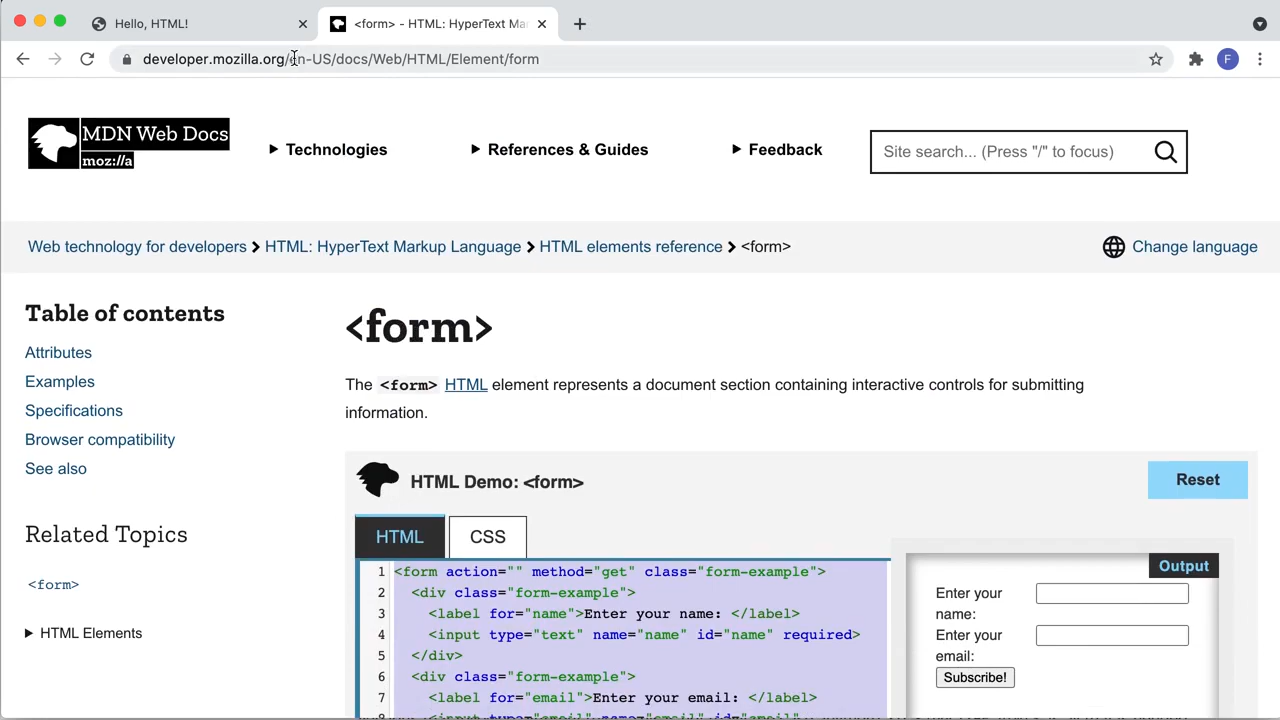 Hello, HTML!
<form> - HTML: HyperText Ma
developer.mozilla.org/en-US/docs/Web/HTML/Element/form
F
MDN Web Docs
moz://a
Technologies
References & Guides
Feedback
Site search... (Press "/" to focus)
Web technology for developers HTML: HyperText Markup Language HTML elements reference <form>
Change language
Table of contents
Attributes
Examples
Specifications
Browser compatibility
See also
Related Topics
<form>
HTML Elements
<form>
The <form> HTML element represents a document section containing interactive controls for submitting
information.
HTML Demo: <form>
Reset
HTML
CSS
1 <form action="" method="get" class="form-example">
2 <div class="form-example">
3 <label for="name">Enter your name: </label>
4 <input type="text" name="name" id="name" required>
5 </div>
6 <div class="form-example">
7 <label for="email">Enter your email: </label>
Output
Enter your
name:
Enter your
email:
Subscribe!